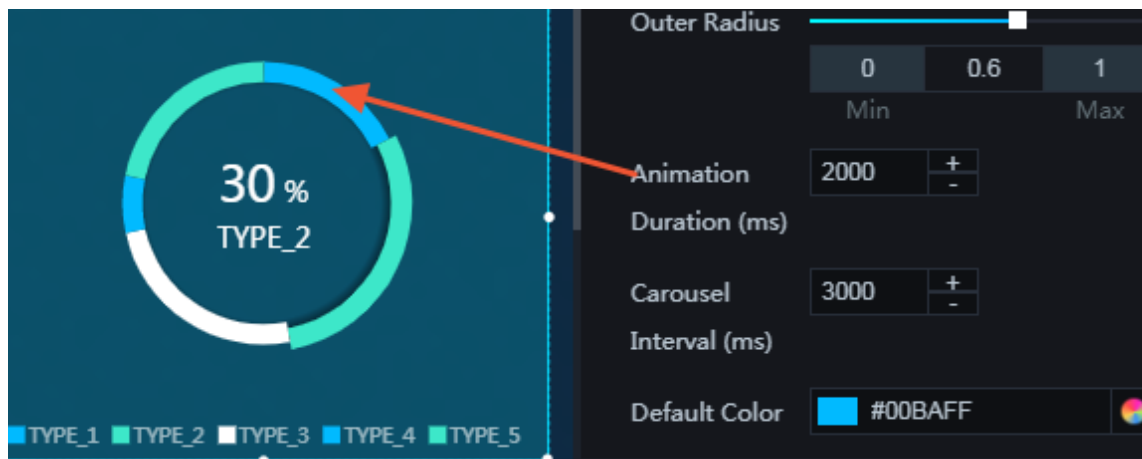 30 %
TYPE_2
TYPE_1 TYPE_2 TYPE_3 TYPE_4 TYPE_5
Outer Radius
0 0.6 1
Min Max
Animation 2000 + -
Duration (ms)
Carousel 3000 + -
Interval (ms)
Default Color #00BAFF